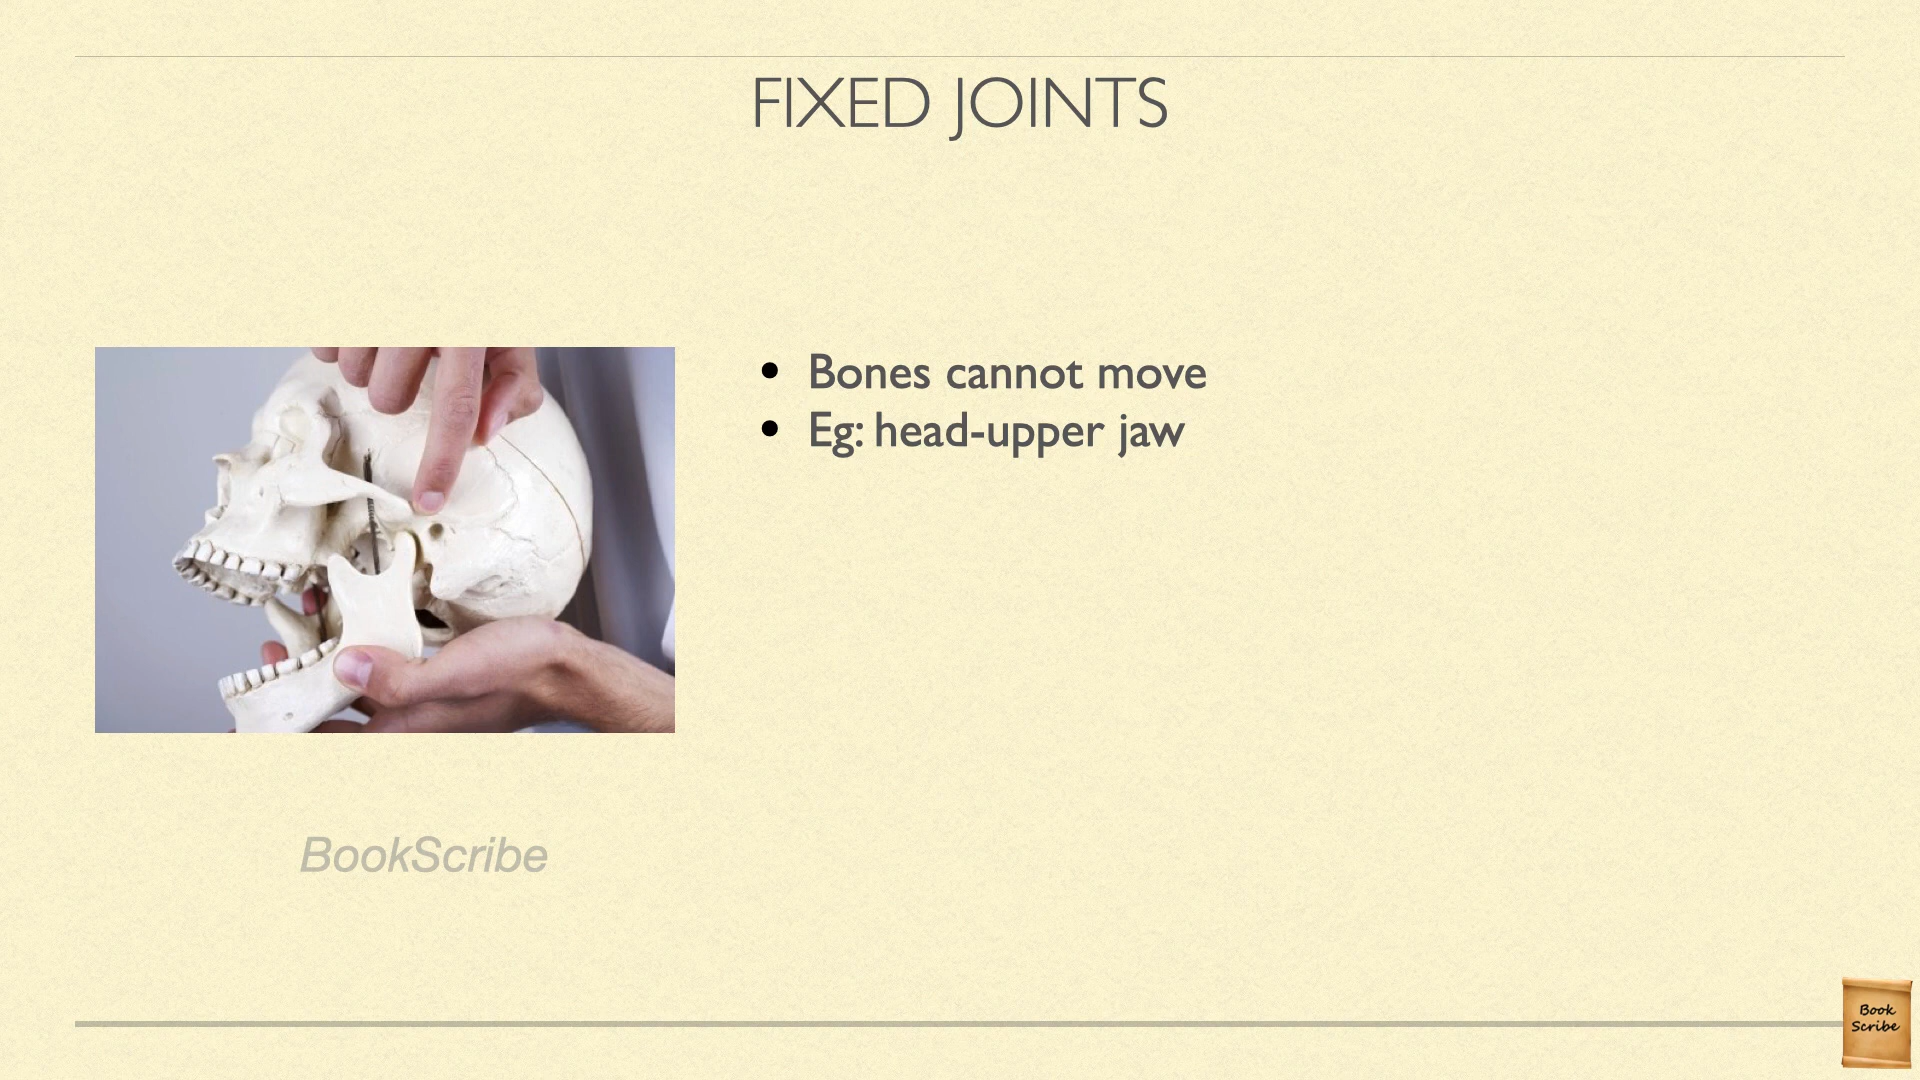 FIXED JOINTS
• Bones cannot move
• Eg: head-upper jaw
BookScribe
Book
Scribe